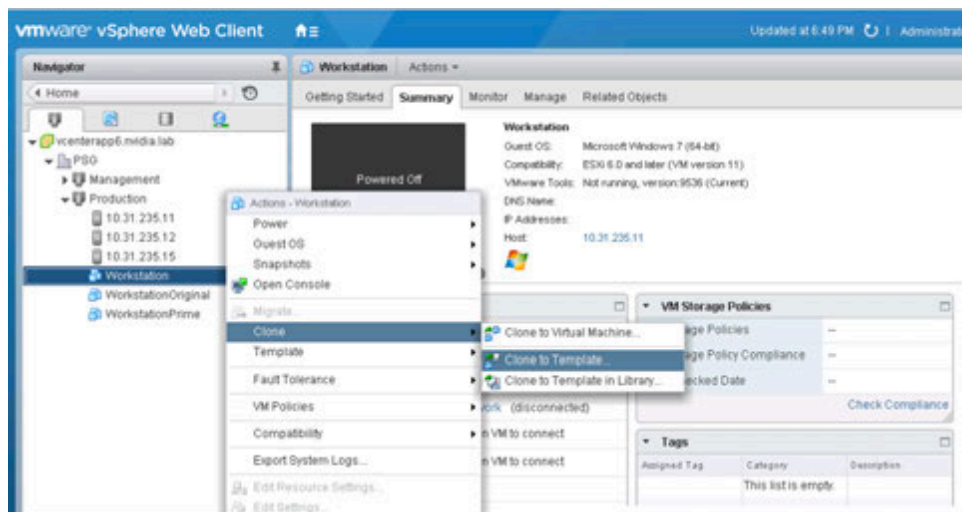 vmware® vSphere Web Client
Updated at 6:49 PM
Administrat
Navigator
Home
vcenterapp6.nvidia.lab
PSG
Management
Production
10.31.235.11
10.31.235.12
10.31.235.15
Workstation
WorkstationOriginal
WorkstationPrime
Workstation Actions
Getting Started Summary Monitor Manage Related Objects
Powered Off
Workstation
Guest OS: Microsoft Windows 7 (64-bit)
Compatibility: ESXi 6.0 and later (VM version 11)
VMware Tools: Not running, version:9536 (Current)
DNS Name:
IP Addresses:
Host: 10.31.235.11
Actions - Workstation
Power
Guest OS
Snapshots
Open Console
Migrate...
Clone
Template
Fault Tolerance
VM Policies
Compatibility
Export System Logs...
Edit Resource Settings...
Edit Settings...
Clone to Virtual Machine...
Clone to Template...
Clone to Template in Library...
(disconnected)
VM to connect
VM to connect
VM Storage Policies
Policies --
Policy Compliance --
Date --
Check Compliance
Tags
Assigned Tag Category Description
This list is empty.